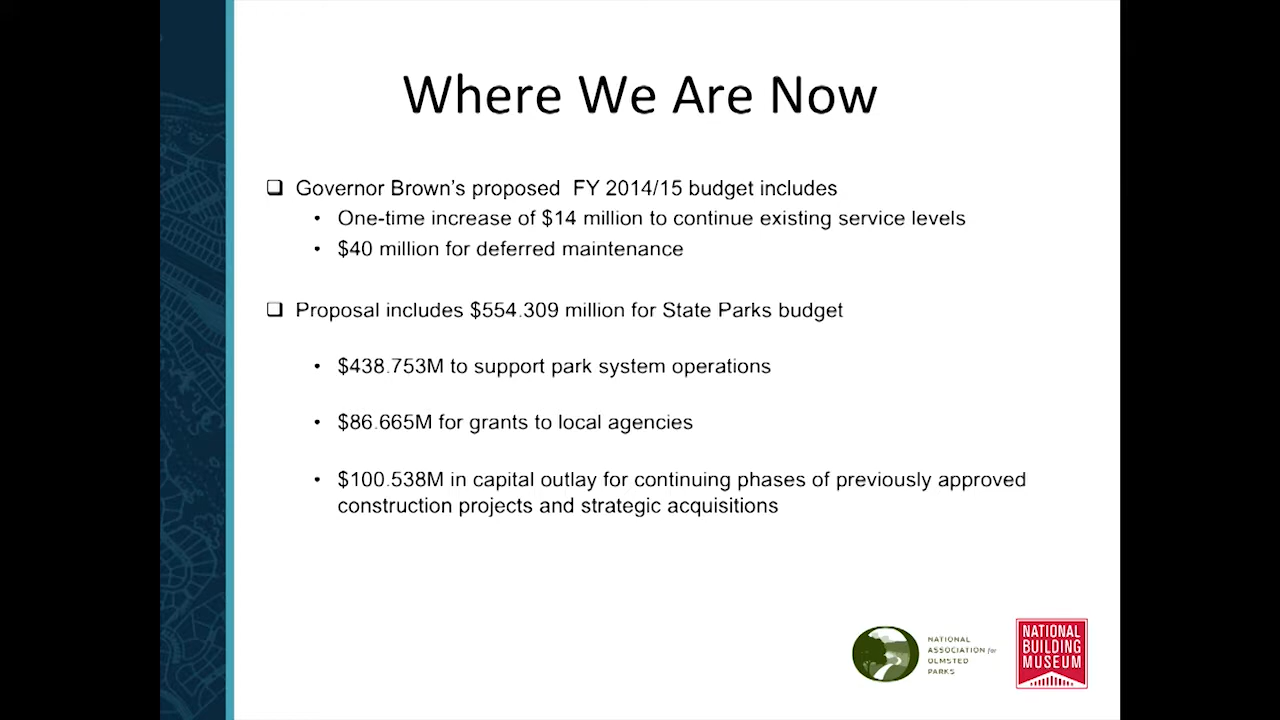 Where We Are Now
❑ Governor Brown's proposed FY 2014/15 budget includes
• One-time increase of $14 million to continue existing service levels
• $40 million for deferred maintenance
❑ Proposal includes $554.309 million for State Parks budget
• $438.753M to support park system operations
• $86.665M for grants to local agencies
• $100.538M in capital outlay for continuing phases of previously approved
construction projects and strategic acquisitions
NATIONAL
ASSOCIATION for
OLMSTED
PARKS
NATIONAL
BUILDING
MUSEUM